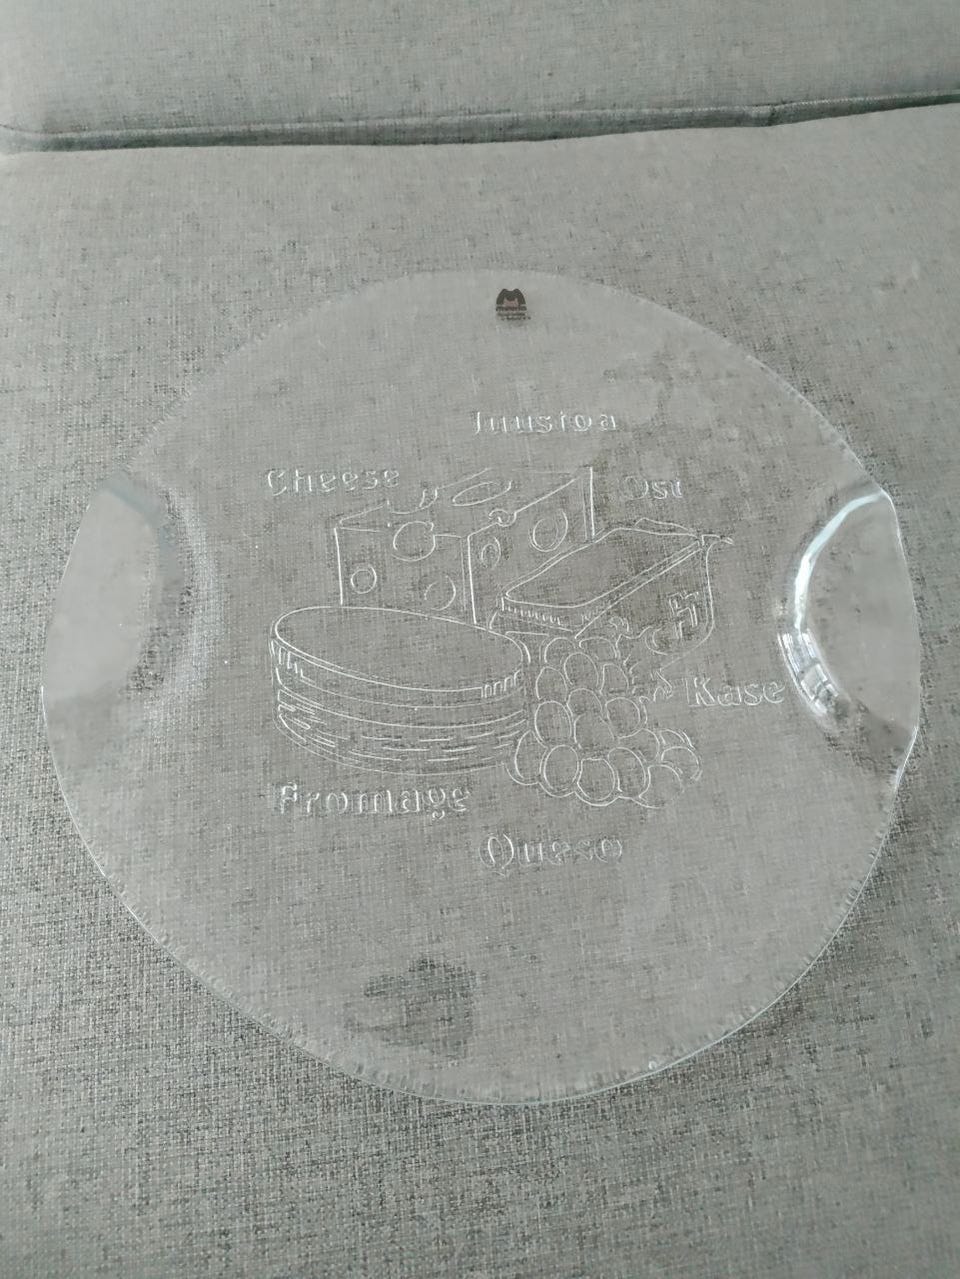 Juustoa
Cheese
Ost
Kase
Fromage
Queso